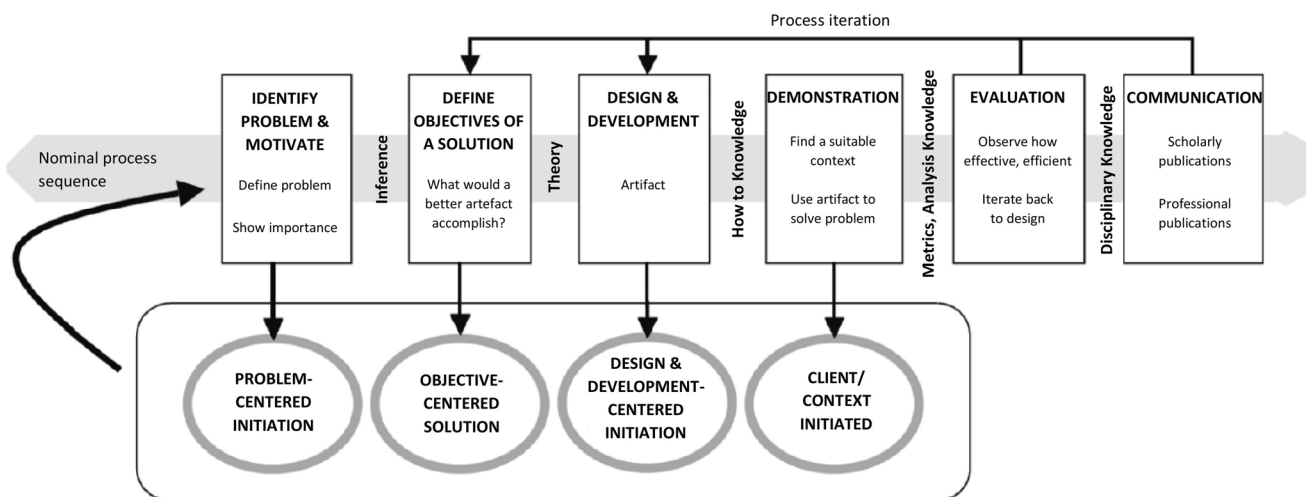 Process iteration
Nominal process
sequence
IDENTIFY
PROBLEM &
MOTIVATE
Define problem
Show importance
Inference
DEFINE
OBJECTIVES OF
A SOLUTION
What would a
better artefact
accomplish?
Theory
DESIGN &
DEVELOPMENT
Artifact
How to Knowledge
DEMONSTRATION
Find a suitable
context
Use artifact to
solve problem
Metrics, Analysis Knowledge
EVALUATION
Observe how
effective, efficient
Iterate back
to design
Disciplinary Knowledge
COMMUNICATION
Scholarly
publications
Professional
publications
PROBLEM-
CENTERED
INITIATION
OBJECTIVE-
CENTERED
SOLUTION
DESIGN &
DEVELOPMENT-
CENTERED
INITIATION
CLIENT/
CONTEXT
INITIATED